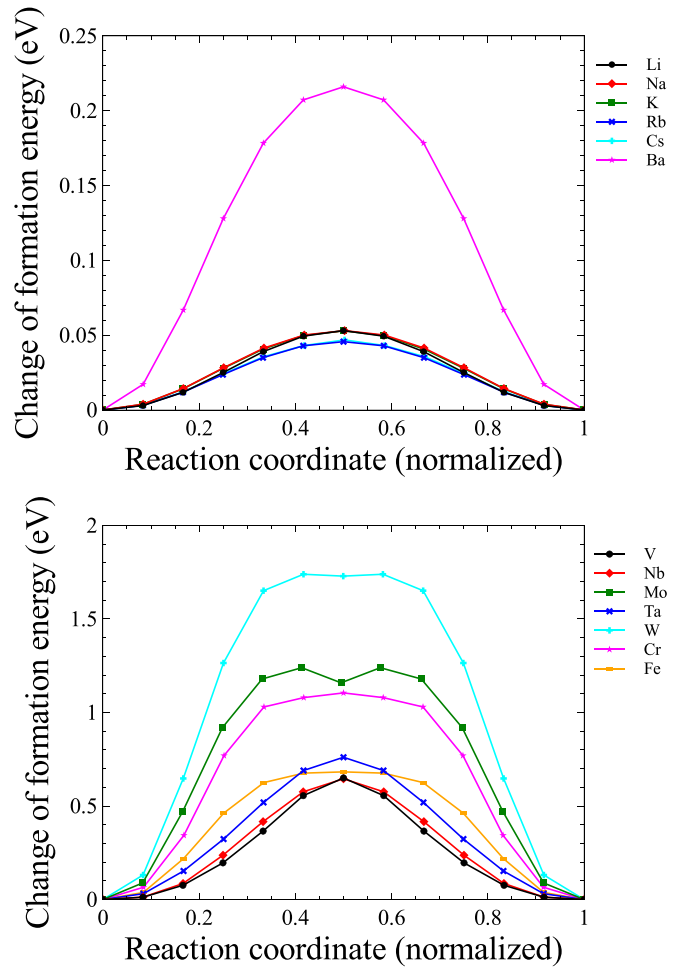 Change of formation energy (eV)
0.25
0.2
0.15
0.1
0.05
0
0
0.2
0.4
0.6
0.8
1
Reaction coordinate (normalized)
Li
Na
K
Rb
Cs
Ba
Change of formation energy (eV)
2
1.5
1
0.5
0
0
0.2
0.4
0.6
0.8
1
Reaction coordinate (normalized)
V
Nb
Mo
Ta
W
Cr
Fe